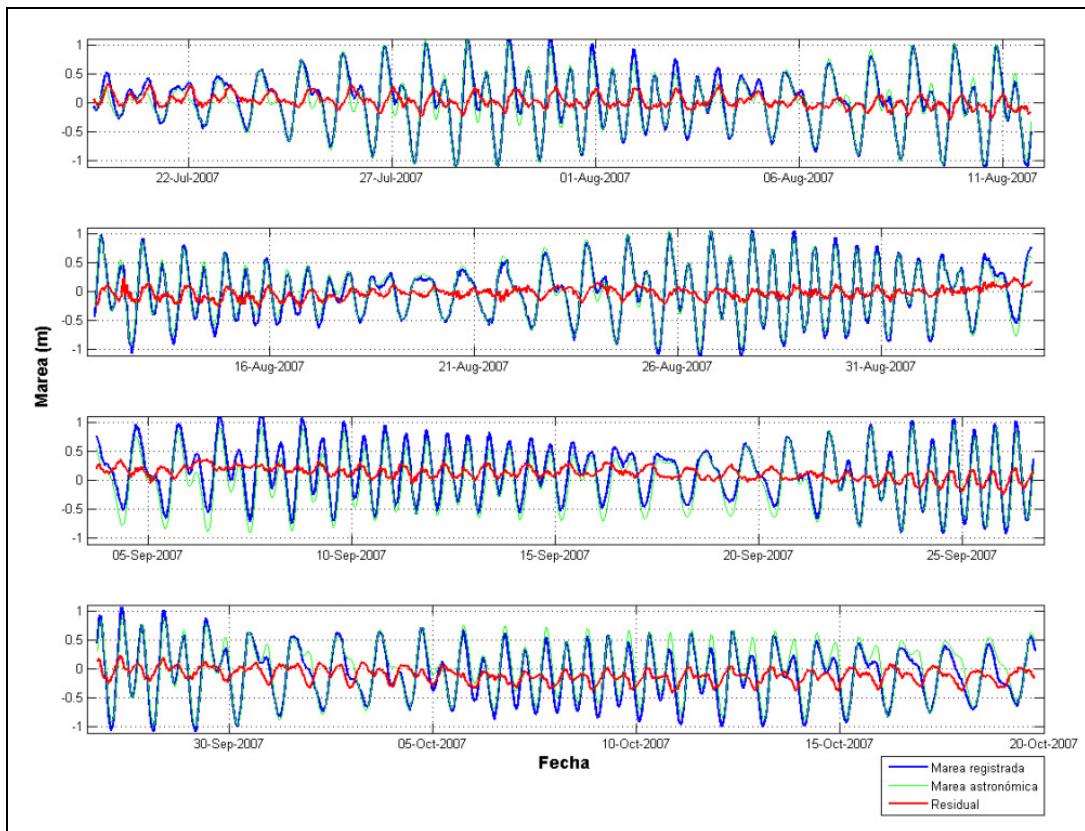 1
0.5
0
-0.5
-1
22-Jul-2007 27-Jul-2007 01-Aug-2007 06-Aug-2007 11-Aug-2007
1
0.5
0
-0.5
-1
16-Aug-2007 21-Aug-2007 26-Aug-2007 31-Aug-2007
Marea (m)
1
0.5
0
-0.5
-1
05-Sep-2007 10-Sep-2007 15-Sep-2007 20-Sep-2007 25-Sep-2007
1
0.5
0
-0.5
-1
30-Sep-2007 05-Oct-2007 10-Oct-2007 15-Oct-2007 20-Oct-2007
Fecha
Marea registrada
Marea astronómica
Residual